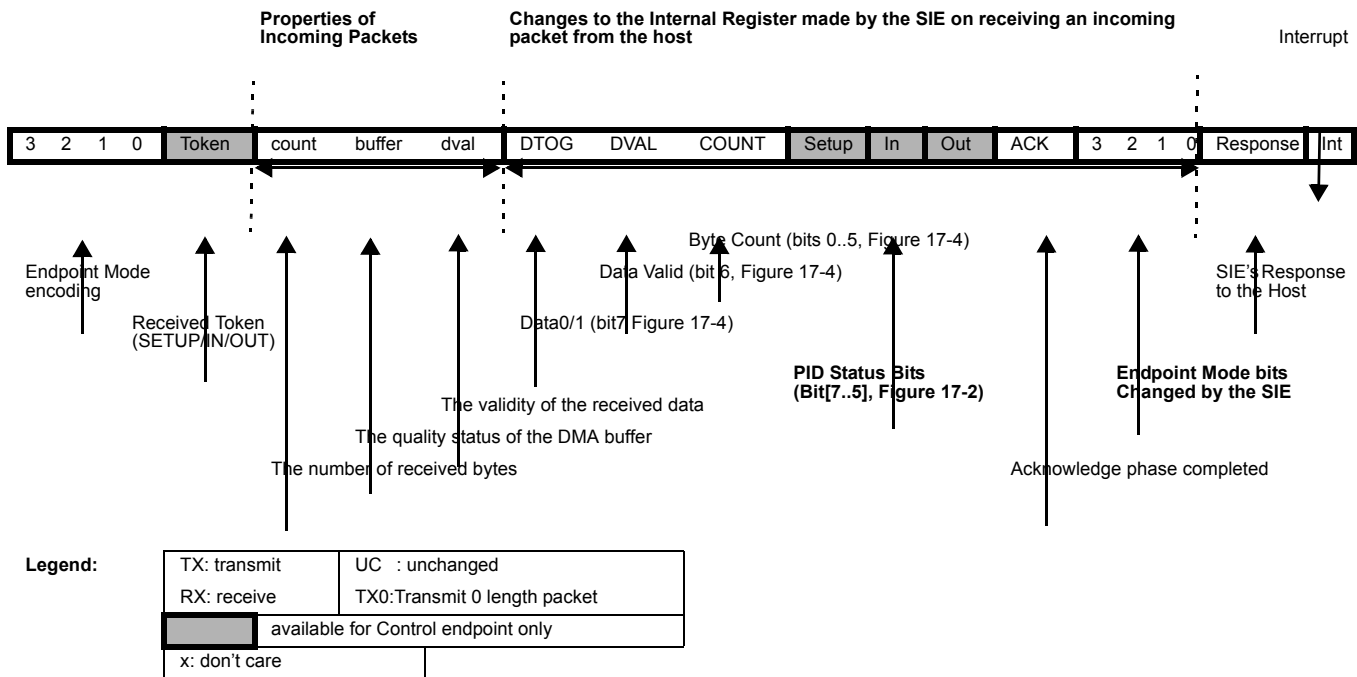 Properties of
Incoming Packets
Changes to the Internal Register made by the SIE on receiving an incoming
packet from the host
Interrupt
3 2 1 0 Token count buffer dval DTOG DVAL COUNT Setup In Out ACK 3 2 1 0 Response Int
Byte Count (bits 0..5, Figure 17-4)
Endpoint Mode
encoding
Data Valid (bit 6, Figure 17-4)
SIE's Response
to the Host
Received Token
(SETUP/IN/OUT)
Data0/1 (bit7 Figure 17-4)
PID Status Bits
(Bit[7..5], Figure 17-2)
Endpoint Mode bits
Changed by the SIE
The validity of the received data
The quality status of the DMA buffer
The number of received bytes
Acknowledge phase completed
Legend:
TX: transmit UC : unchanged
RX: receive TX0:Transmit 0 length packet
available for Control endpoint only
x: don't care